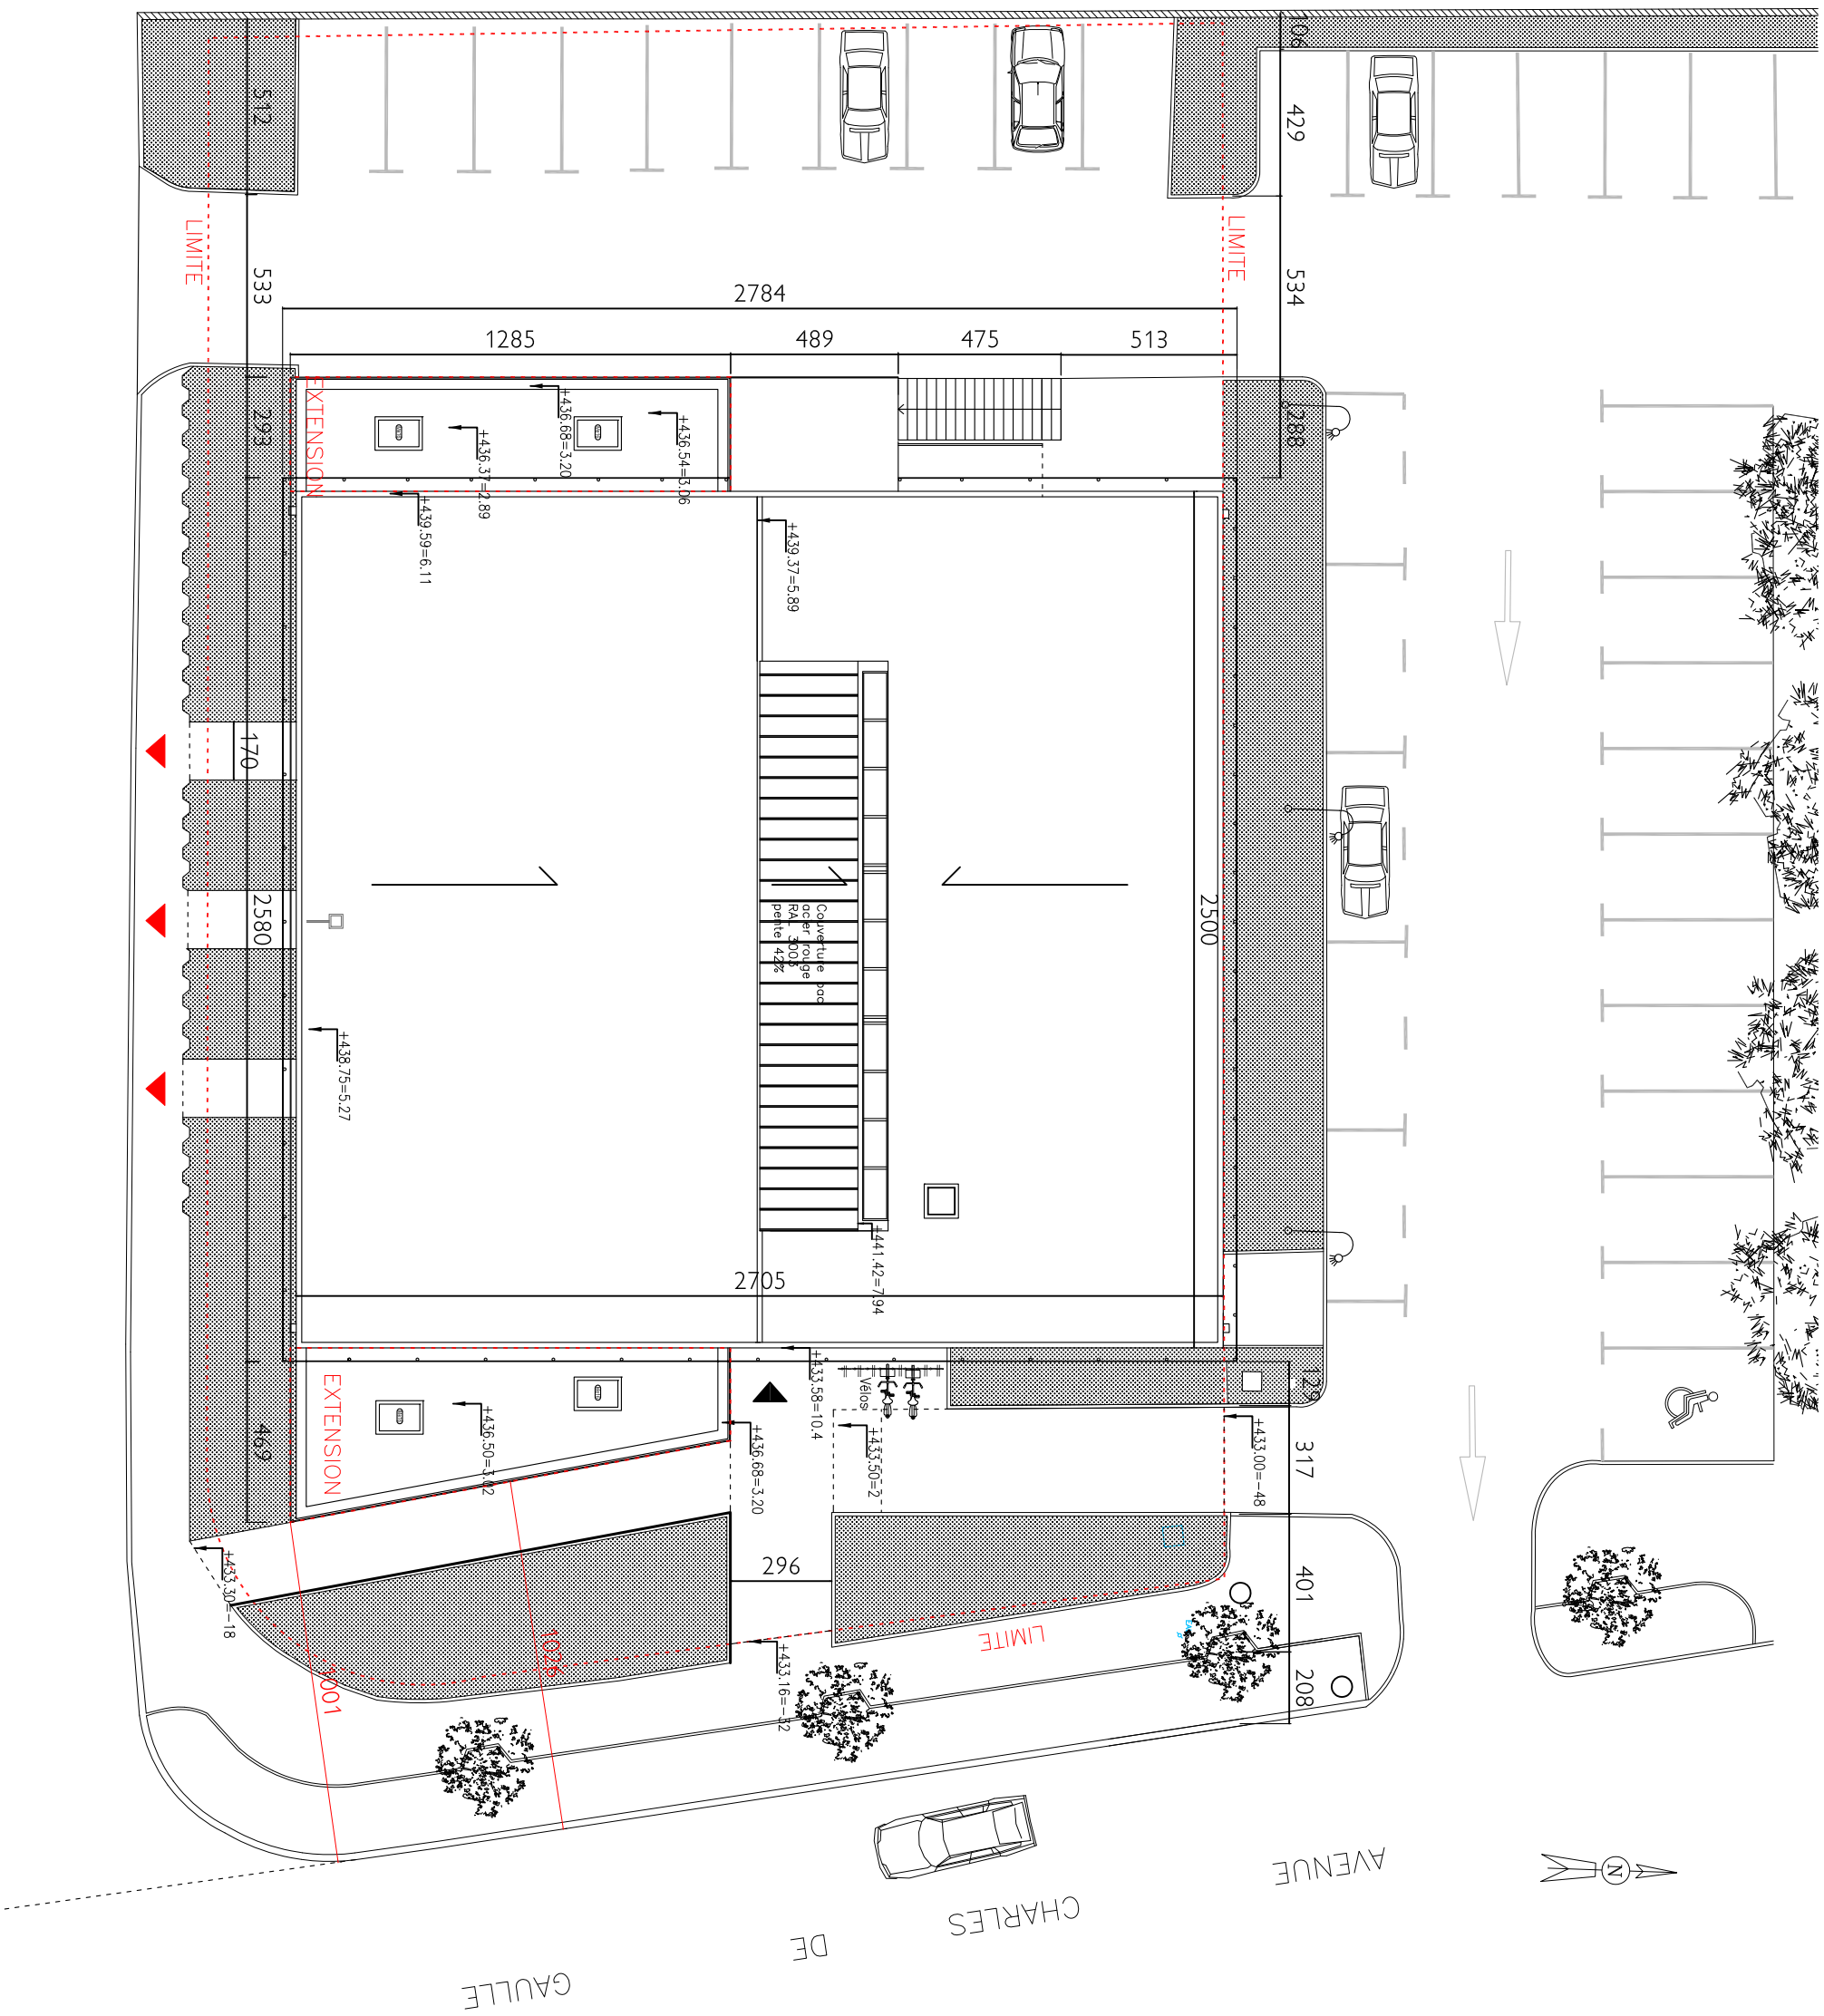 106
512
429
LIMITE
LIMITE
533
534
2784
1285
489
475
513
EXTENSION
293
288
+436.68=3.20
+436.54=3.06
+436.37=2.89
+439.59=6.11
+439.37=5.89
170
2580
2500
Couverture bac
acier rouge
RAL 3003
pente 42%
+438.75=5.27
+441.42=7.94
2705
EXTENSION
469
+436.50=3.02
+436.68=3.20
+433.58=10.4
Vélos
+433.50=2
129
+433.00=-48
317
+433.30=-18
296
401
LIMITE
1026
1001
+433.16=-32
208
N
AVENUE
CHARLES
DE
GAULLE